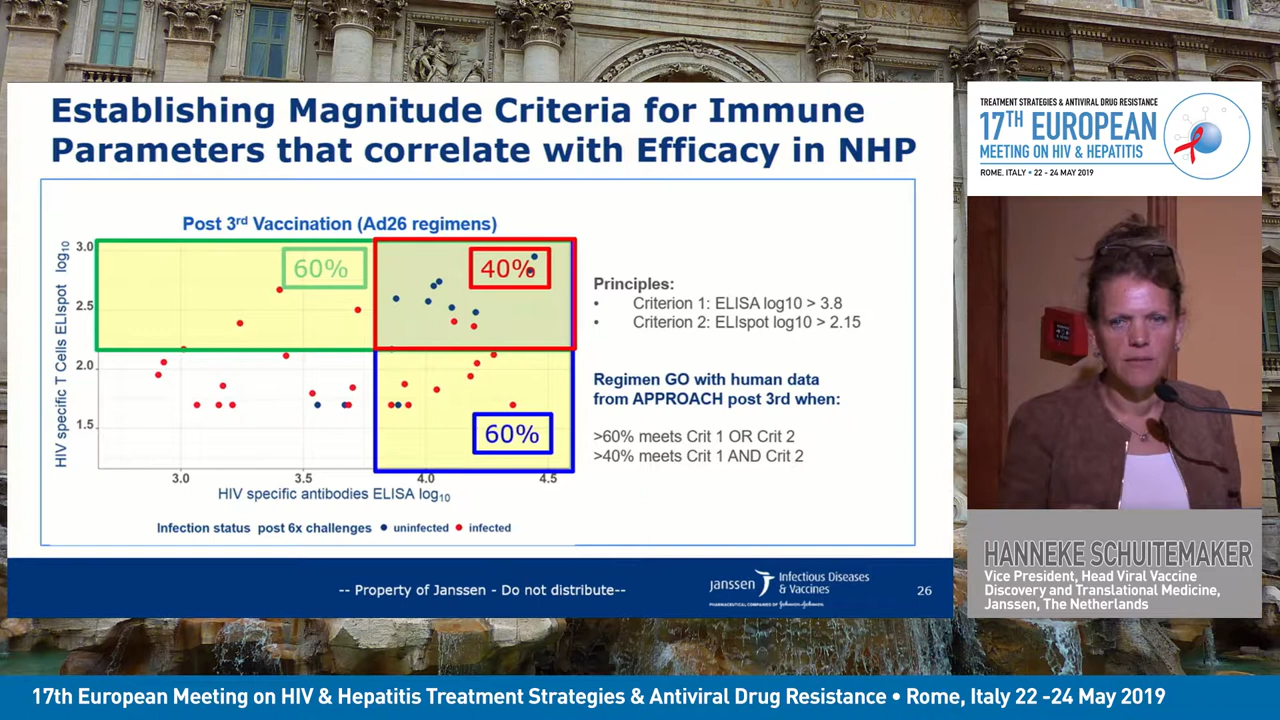 ON MAX
Establishing Magnitude Criteria for Immune
Parameters that correlate with Efficacy in NHP
Post 3rd Vaccination (Ad26 regimens)
HIV specific T Cells ELISpot log10
3.0
2.5
2.0
1.5
60%
40%
60%
3.0 3.5 4.0 4.5
HIV specific antibodies ELISA log10
Infection status post 6x challenges • uninfected • infected
Principles:
• Criterion 1: ELISA log10 > 3.8
• Criterion 2: ELIspot log10 > 2.15
Regimen GO with human data
from APPROACH post 3rd when:
>60% meets Crit 1 OR Crit 2
>40% meets Crit 1 AND Crit 2
-- Property of Janssen - Do not distribute--
Janssen Infectious Diseases
& Vaccines
PHARMACEUTICAL COMPANIES OF Johnson & Johnson
26
TREATMENT STRATEGIES & ANTIVIRAL DRUG RESISTANCE
17TH EUROPEAN
MEETING ON HIV & HEPATITIS
ROME, ITALY • 22 - 24 MAY 2019
HANNEKE SCHUITEMAKER
Vice President, Head Viral Vaccine
Discovery and Translational Medicine,
Janssen, The Netherlands
17th European Meeting on HIV & Hepatitis Treatment Strategies & Antiviral Drug Resistance • Rome, Italy 22 -24 May 2019